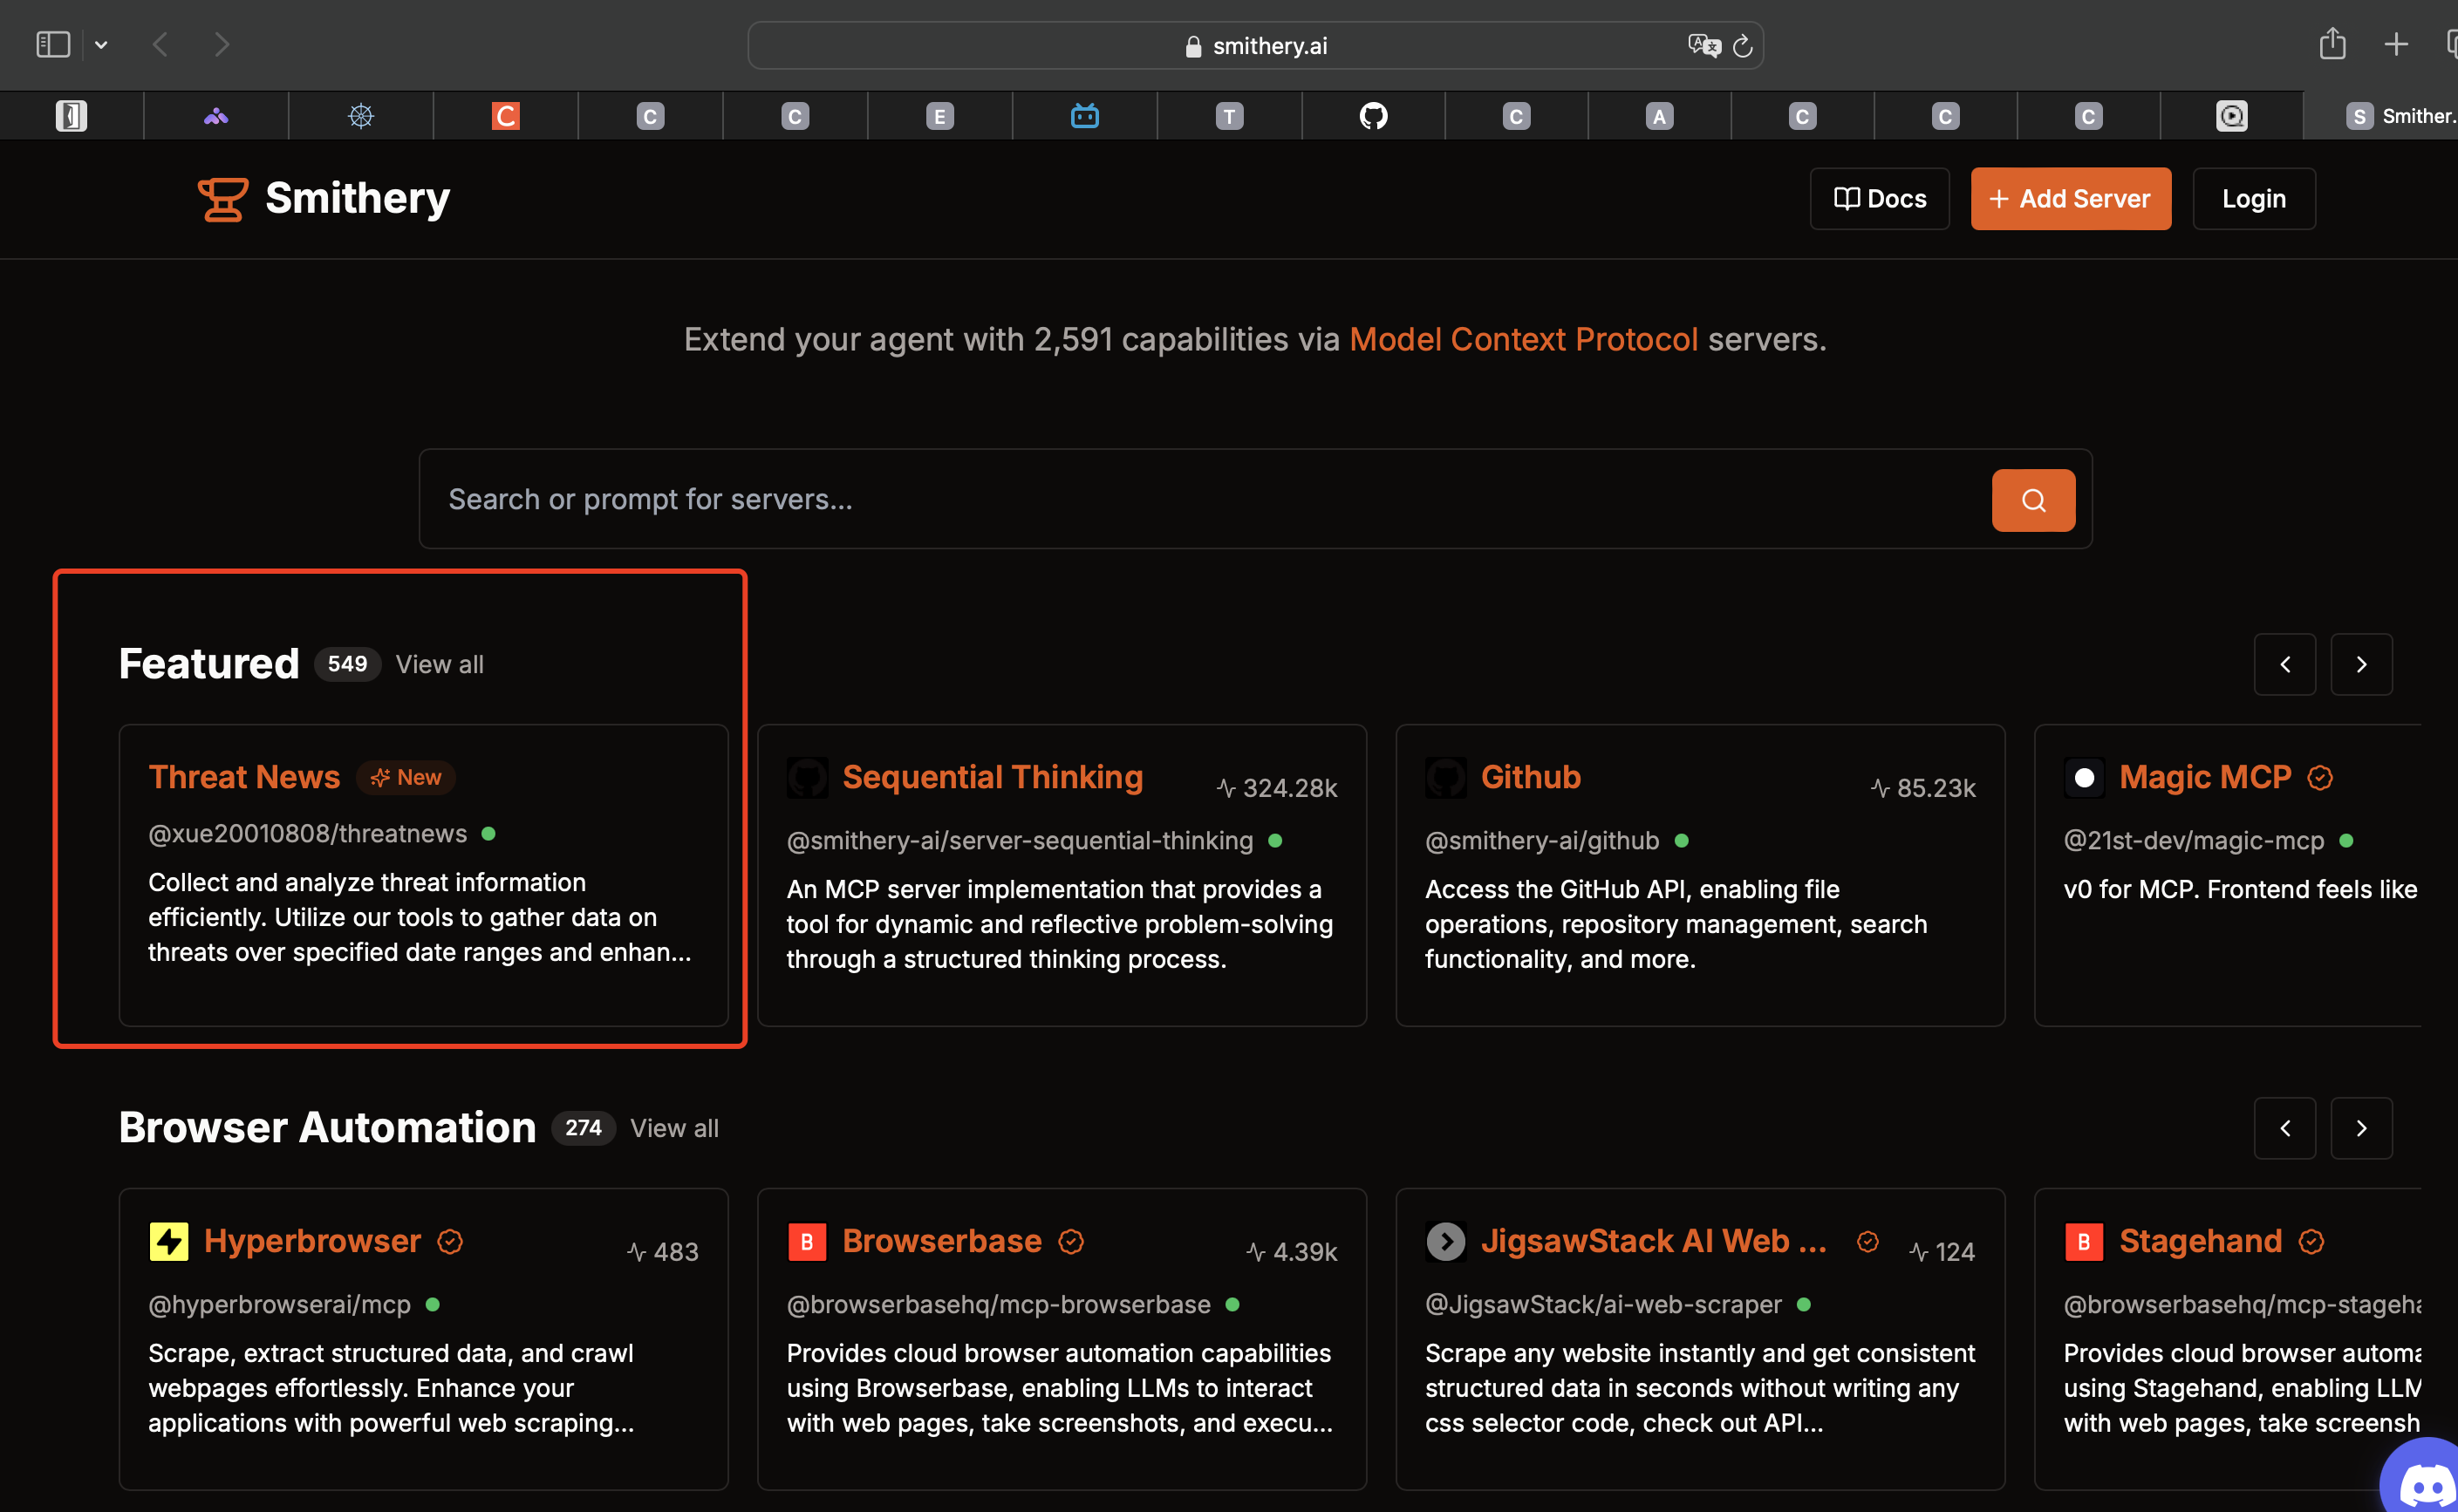 smithery.ai
C
C
C
E
T
C
A
C
C
C
S Smither.
Smithery
Docs
+ Add Server
Login
Extend your agent with 2,591 capabilities via Model Context Protocol servers.
Search or prompt for servers...
Featured 549 View all
Threat News New
@xue20010808/threatnews
Collect and analyze threat information
efficiently. Utilize our tools to gather data on
threats over specified date ranges and enhan...
Sequential Thinking 324.28k
@smithery-ai/server-sequential-thinking
An MCP server implementation that provides a
tool for dynamic and reflective problem-solving
through a structured thinking process.
Github 85.23k
@smithery-ai/github
Access the GitHub API, enabling file
operations, repository management, search
functionality, and more.
Magic MCP
@21st-dev/magic-mcp
v0 for MCP. Frontend feels like
Browser Automation 274 View all
Hyperbrowser 483
@hyperbrowserai/mcp
Scrape, extract structured data, and crawl
webpages effortlessly. Enhance your
applications with powerful web scraping...
B Browserbase 4.39k
@browserbasehq/mcp-browserbase
Provides cloud browser automation capabilities
using Browserbase, enabling LLMs to interact
with web pages, take screenshots, and execu...
JigsawStack AI Web ... 124
@JigsawStack/ai-web-scraper
Scrape any website instantly and get consistent
structured data in seconds without writing any
css selector code, check out API...
B Stagehand
@browserbasehq/mcp-stageha
Provides cloud browser automa
using Stagehand, enabling LLM
with web pages, take screensh